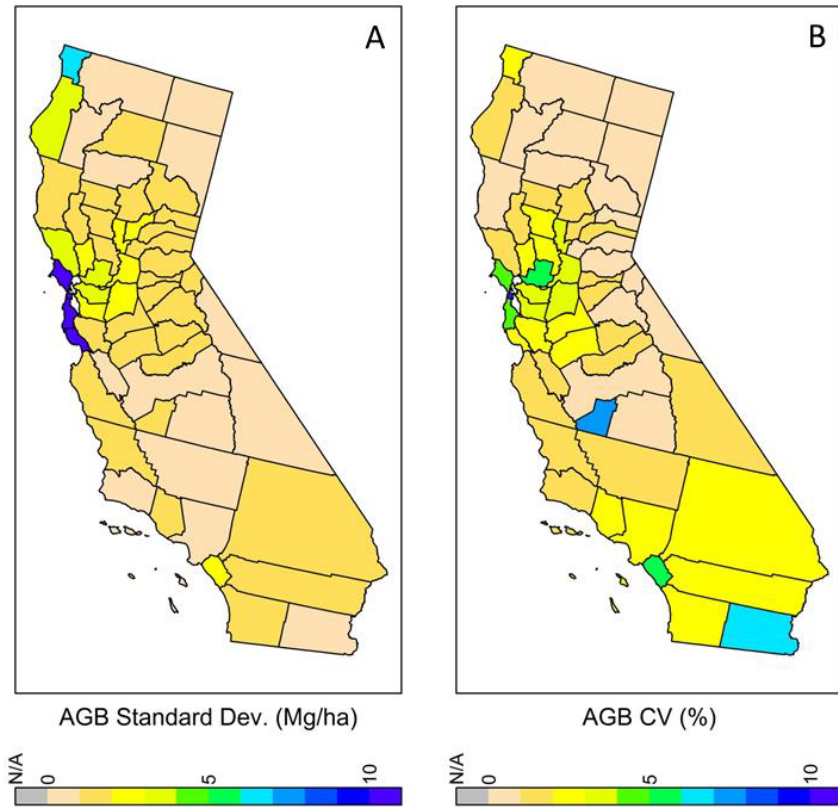 A
B
AGB Standard Dev. (Mg/ha)
AGB CV (%)
N/A
0
5
10
N/A
0
5
10